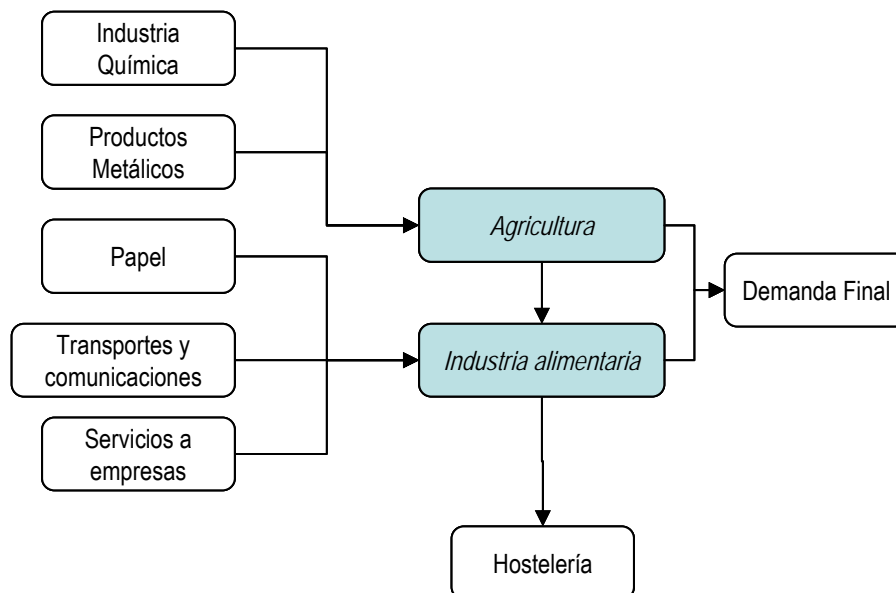 Industria
Química
Productos
Metálicos
Agricultura
Papel
Demanda Final
Transportes y
comunicaciones
Industria alimentaria
Servicios a
empresas
Hostelería